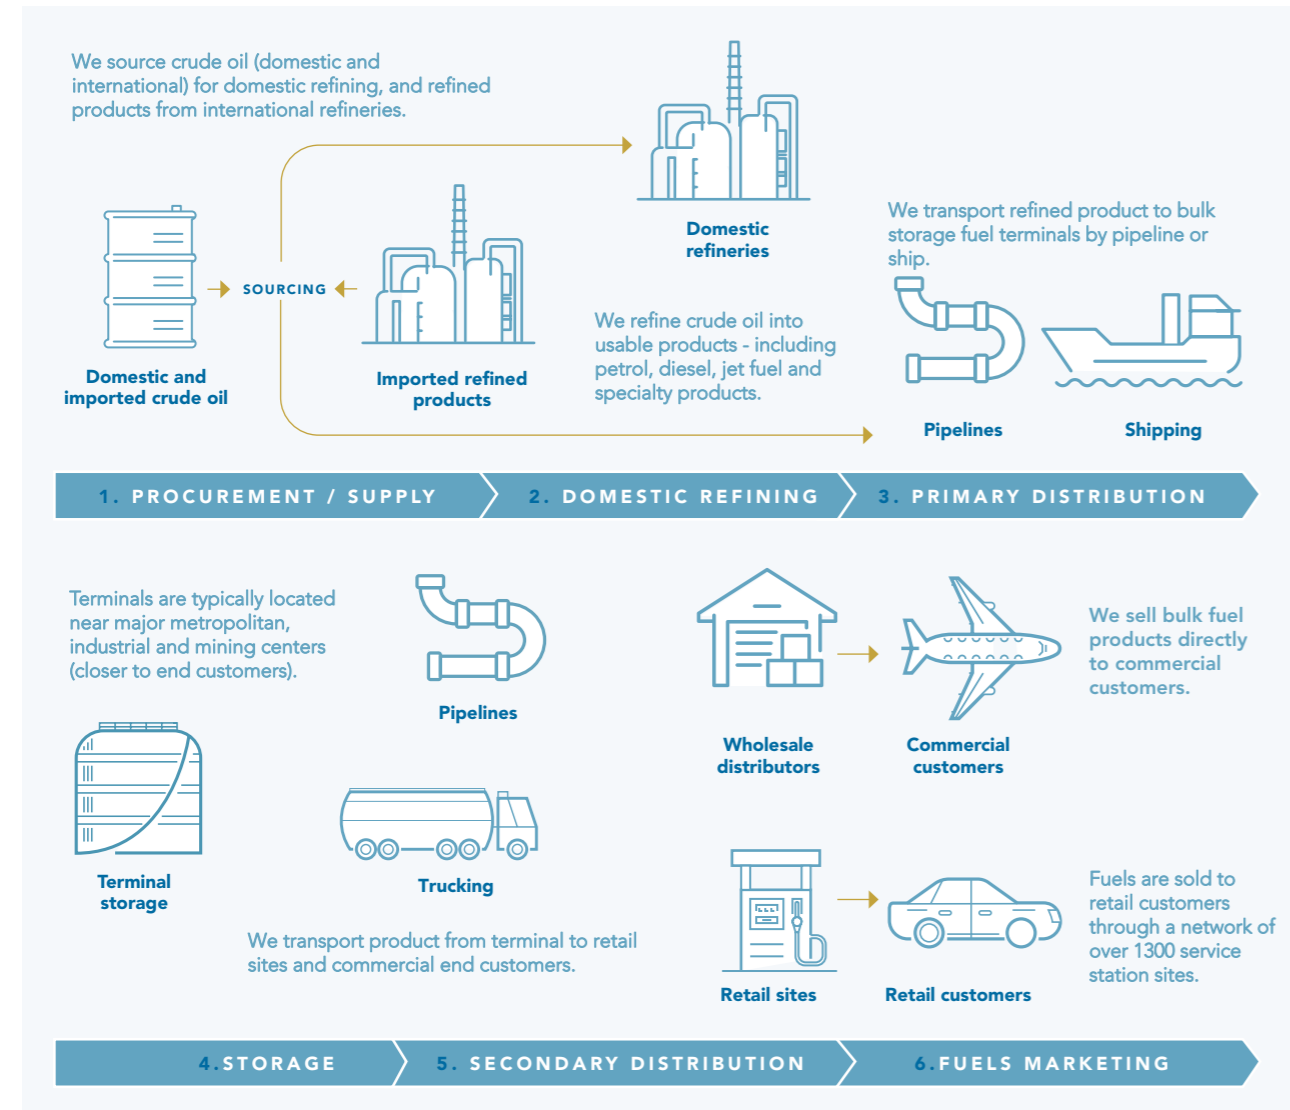 We source crude oil (domestic and
international) for domestic refining, and refined
products from international refineries.
Domestic
refineries
We transport refined product to bulk
storage fuel terminals by pipeline or
ship.
SOURCING
Domestic and
imported crude oil
Imported refined
products
We refine crude oil into
usable products - including
petrol, diesel, jet fuel and
specialty products.
Pipelines
Shipping
1. PROCUREMENT / SUPPLY
2. DOMESTIC REFINING
3. PRIMARY DISTRIBUTION
Terminals are typically located
near major metropolitan,
industrial and mining centers
(closer to end customers).
Pipelines
Terminal
storage
Trucking
We transport product from terminal to retail
sites and commercial end customers.
Wholesale
distributors
Commercial
customers
We sell bulk fuel
products directly
to commercial
customers.
Retail sites
Retail customers
Fuels are sold to
retail customers
through a network of
over 1300 service
station sites.
4.STORAGE
5. SECONDARY DISTRIBUTION
6.FUELS MARKETING